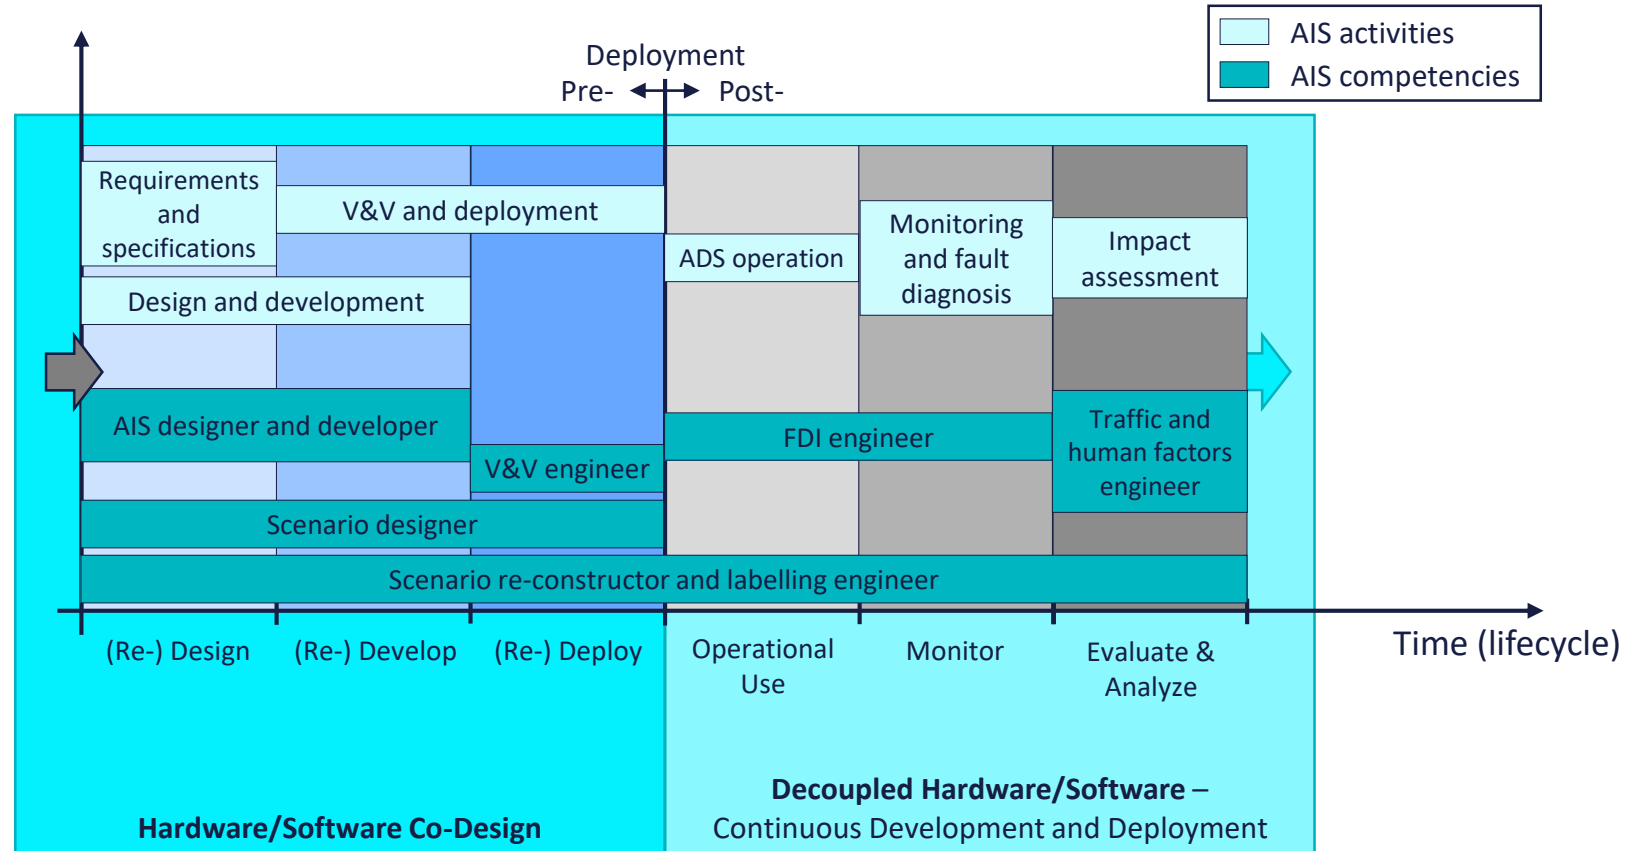 AIS activities
AIS competencies
Deployment
Pre-
Post-
Requirements
and
specifications
V&V and deployment
Design and development
ADS operation
Monitoring
and fault
diagnosis
Impact
assessment
AIS designer and developer
V&V engineer
FDI engineer
Traffic and
human factors
engineer
Scenario designer
Scenario re-constructor and labelling engineer
(Re-) Design
(Re-) Develop
(Re-) Deploy
Operational
Use
Monitor
Evaluate &
Analyze
Time (lifecycle)
Hardware/Software Co-Design
Decoupled Hardware/Software –
Continuous Development and Deployment